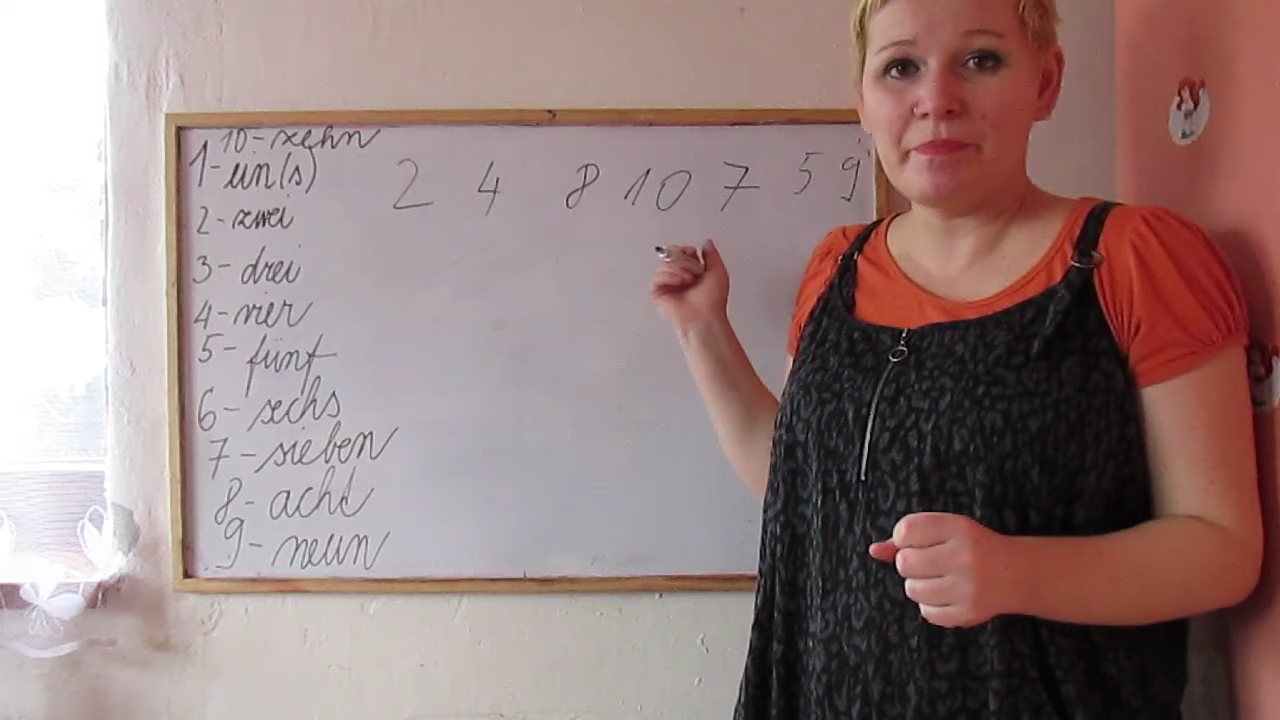 10-zehn
1-ein(s)
2-zwei
3-drei
4-vier
5-fünf
6-sechs
7-sieben
8-acht
9-neun
2 4 8 10 7 5 9